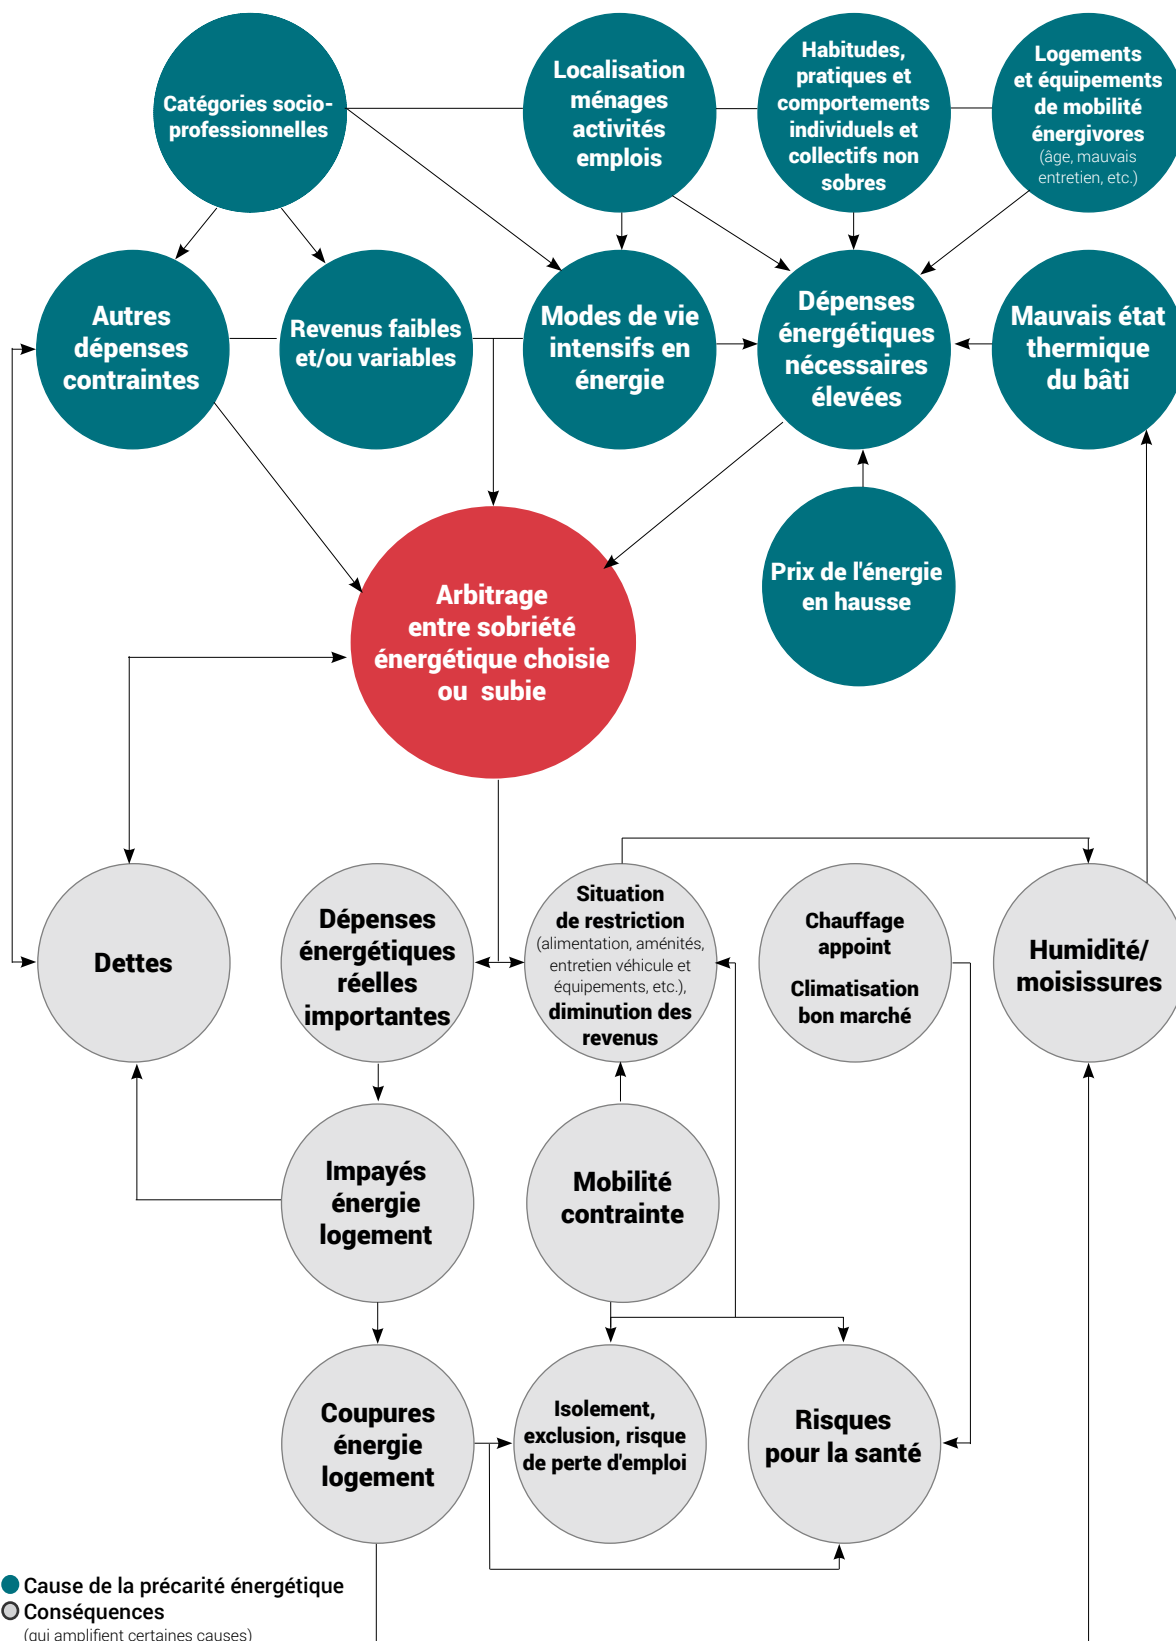 Catégories socio-
professionnelles
Localisation
ménages
activités
emplois
Habitudes,
pratiques et
comportements
individuels et
collectifs non
sobres
Logements
et équipements
de mobilité
énergivores
(âge, mauvais
entretien, etc.)
Autres
dépenses
contraintes
Revenus faibles
et/ou variables
Modes de vie
intensifs en
énergie
Dépenses
énergétiques
nécessaires
élevées
Mauvais état
thermique
du bâti
Arbitrage
entre sobriété
énergétique choisie
ou subie
Prix de l'énergie
en hausse
Dettes
Dépenses
énergétiques
réelles
importantes
Situation
de restriction
(alimentation, aménités,
entretien véhicule et
équipements, etc.),
diminution des
revenus
Chauffage
appoint
Climatisation
bon marché
Humidité/
moisissures
Impayés
énergie
logement
Mobilité
contrainte
Coupures
énergie
logement
Isolement,
exclusion, risque
de perte d'emploi
Risques
pour la santé
Cause de la précarité énergétique
Conséquences
(qui amplifient certaines causes)